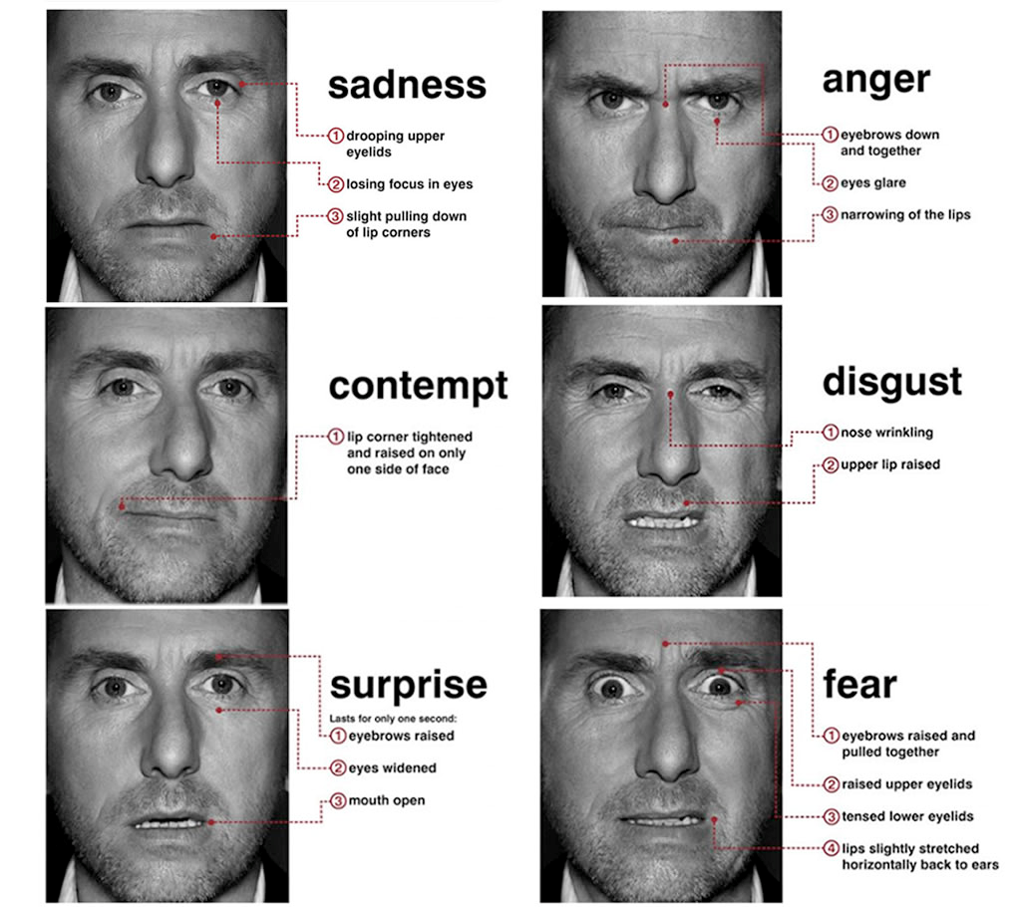 sadness
① drooping upper
eyelids
② losing focus in eyes
③ slight pulling down
of lip corners
anger
① eyebrows down
and together
② eyes glare
③ narrowing of the lips
contempt
① lip corner tightened
and raised on only
one side of face
disgust
① nose wrinkling
② upper lip raised
surprise
Lasts for only one second:
① eyebrows raised
② eyes widened
③ mouth open
fear
① eyebrows raised and
pulled together
② raised upper eyelids
③ tensed lower eyelids
④ lips slightly stretched
horizontally back to ears